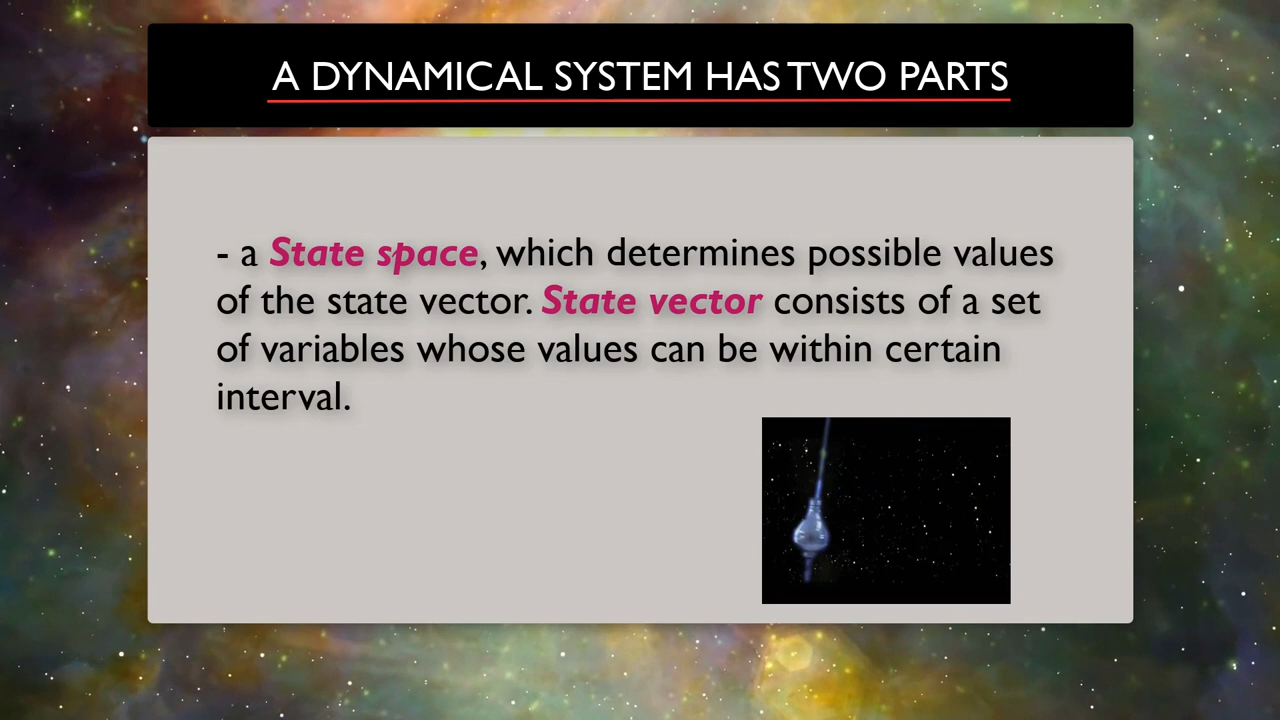 A DYNAMICAL SYSTEM HAS TWO PARTS
- a State space, which determines possible values
of the state vector. State vector consists of a set
of variables whose values can be within certain
interval.